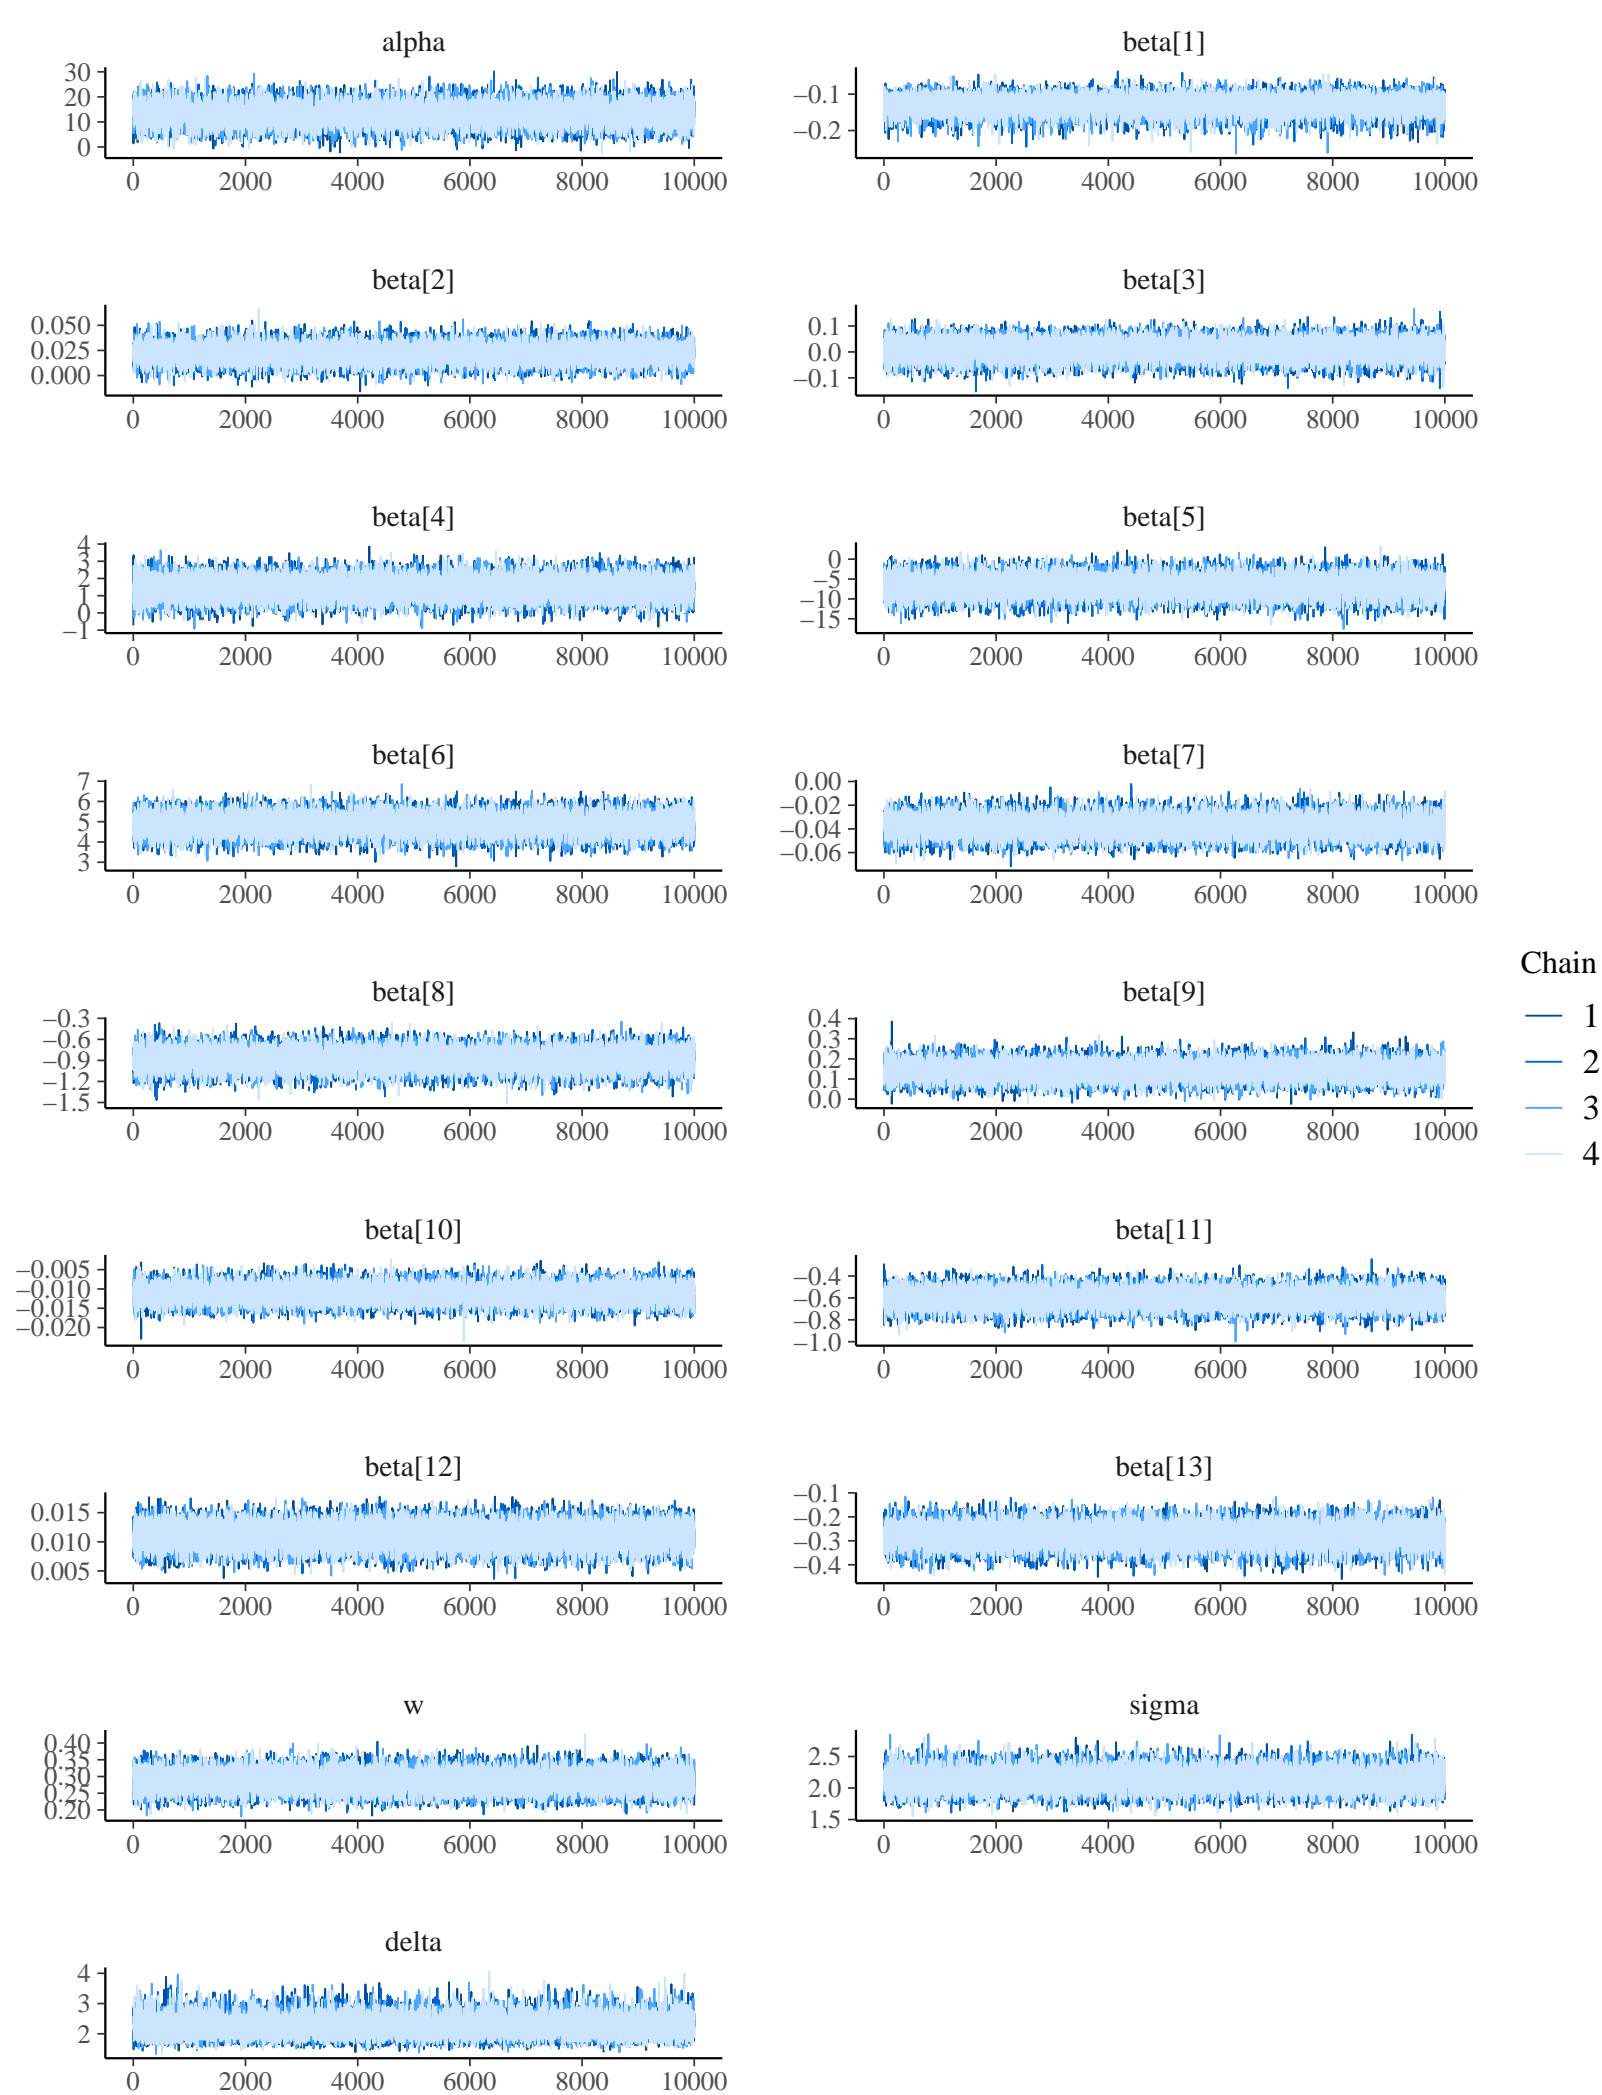 alpha
30
20
10
0
0 2000 4000 6000 8000 10000
beta[1]
−0.1
−0.2
0 2000 4000 6000 8000 10000
beta[2]
0.050
0.025
0.000
0 2000 4000 6000 8000 10000
beta[3]
0.1
0.0
−0.1
0 2000 4000 6000 8000 10000
beta[4]
4
3
2
1
0
−1
0 2000 4000 6000 8000 10000
beta[5]
0
−5
−10
−15
0 2000 4000 6000 8000 10000
beta[6]
7
6
5
4
3
0 2000 4000 6000 8000 10000
beta[7]
0.00
−0.02
−0.04
−0.06
0 2000 4000 6000 8000 10000
beta[8]
−0.3
−0.6
−0.9
−1.2
−1.5
0 2000 4000 6000 8000 10000
beta[9]
0.4
0.3
0.2
0.1
0.0
0 2000 4000 6000 8000 10000
Chain
1
2
3
4
beta[10]
−0.005
−0.010
−0.015
−0.020
0 2000 4000 6000 8000 10000
beta[11]
−0.4
−0.6
−0.8
−1.0
0 2000 4000 6000 8000 10000
beta[12]
0.015
0.010
0.005
0 2000 4000 6000 8000 10000
beta[13]
−0.1
−0.2
−0.3
−0.4
0 2000 4000 6000 8000 10000
w
0.40
0.35
0.30
0.25
0.20
0 2000 4000 6000 8000 10000
sigma
2.5
2.0
1.5
0 2000 4000 6000 8000 10000
delta
4
3
2
0 2000 4000 6000 8000 10000